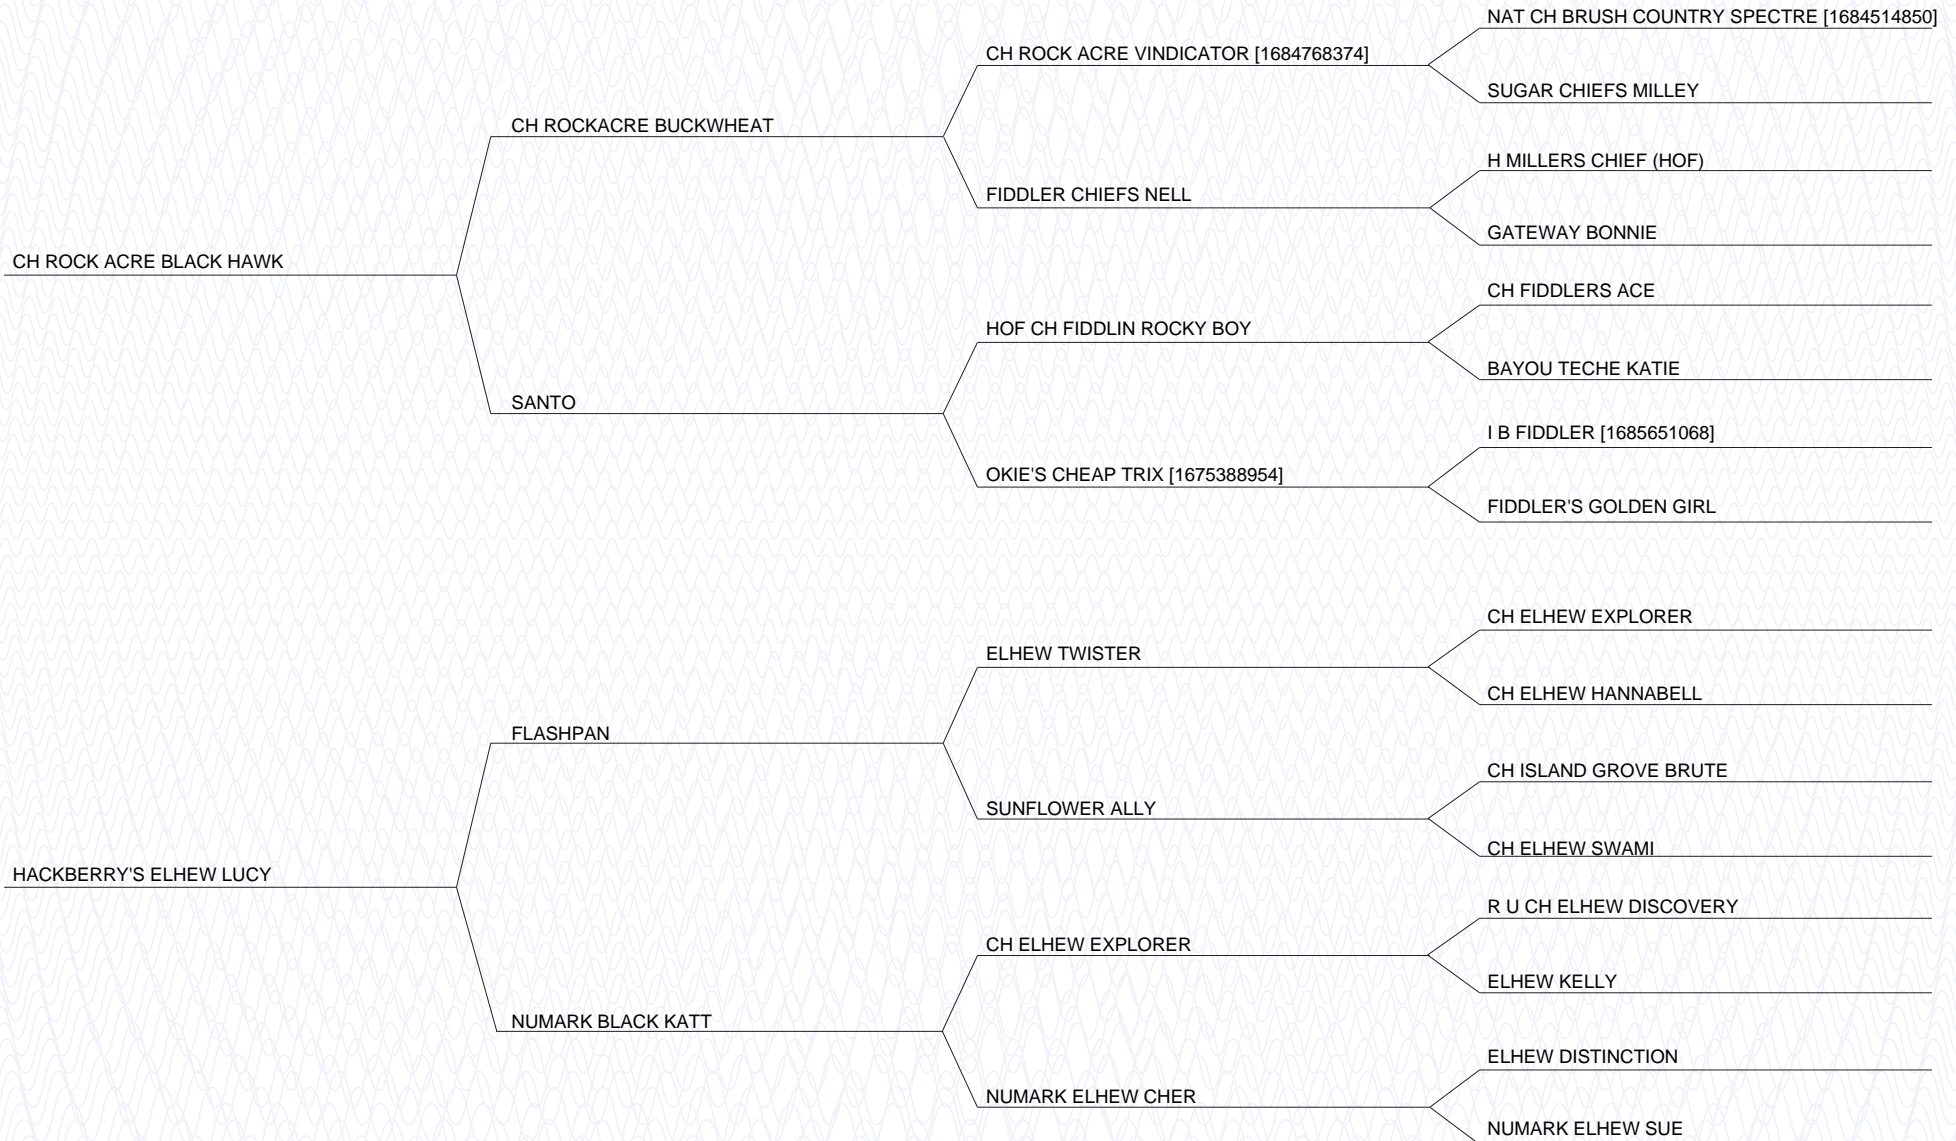 NAT CH BRUSH COUNTRY SPECTRE [1684514850]
CH ROCK ACRE VINDICATOR [1684768374]
SUGAR CHIEFS MILLEY
CH ROCKACRE BUCKWHEAT
H MILLERS CHIEF (HOF)
FIDDLER CHIEFS NELL
GATEWAY BONNIE
CH ROCK ACRE BLACK HAWK
CH FIDDLERS ACE
HOF CH FIDDLIN ROCKY BOY
BAYOU TECHE KATIE
SANTO
I B FIDDLER [1685651068]
OKIE'S CHEAP TRIX [1675388954]
FIDDLER'S GOLDEN GIRL
CH ELHEW EXPLORER
ELHEW TWISTER
CH ELHEW HANNABELL
FLASHPAN
CH ISLAND GROVE BRUTE
SUNFLOWER ALLY
CH ELHEW SWAMI
HACKBERRY'S ELHEW LUCY
R U CH ELHEW DISCOVERY
CH ELHEW EXPLORER
ELHEW KELLY
NUMARK BLACK KATT
ELHEW DISTINCTION
NUMARK ELHEW CHER
NUMARK ELHEW SUE